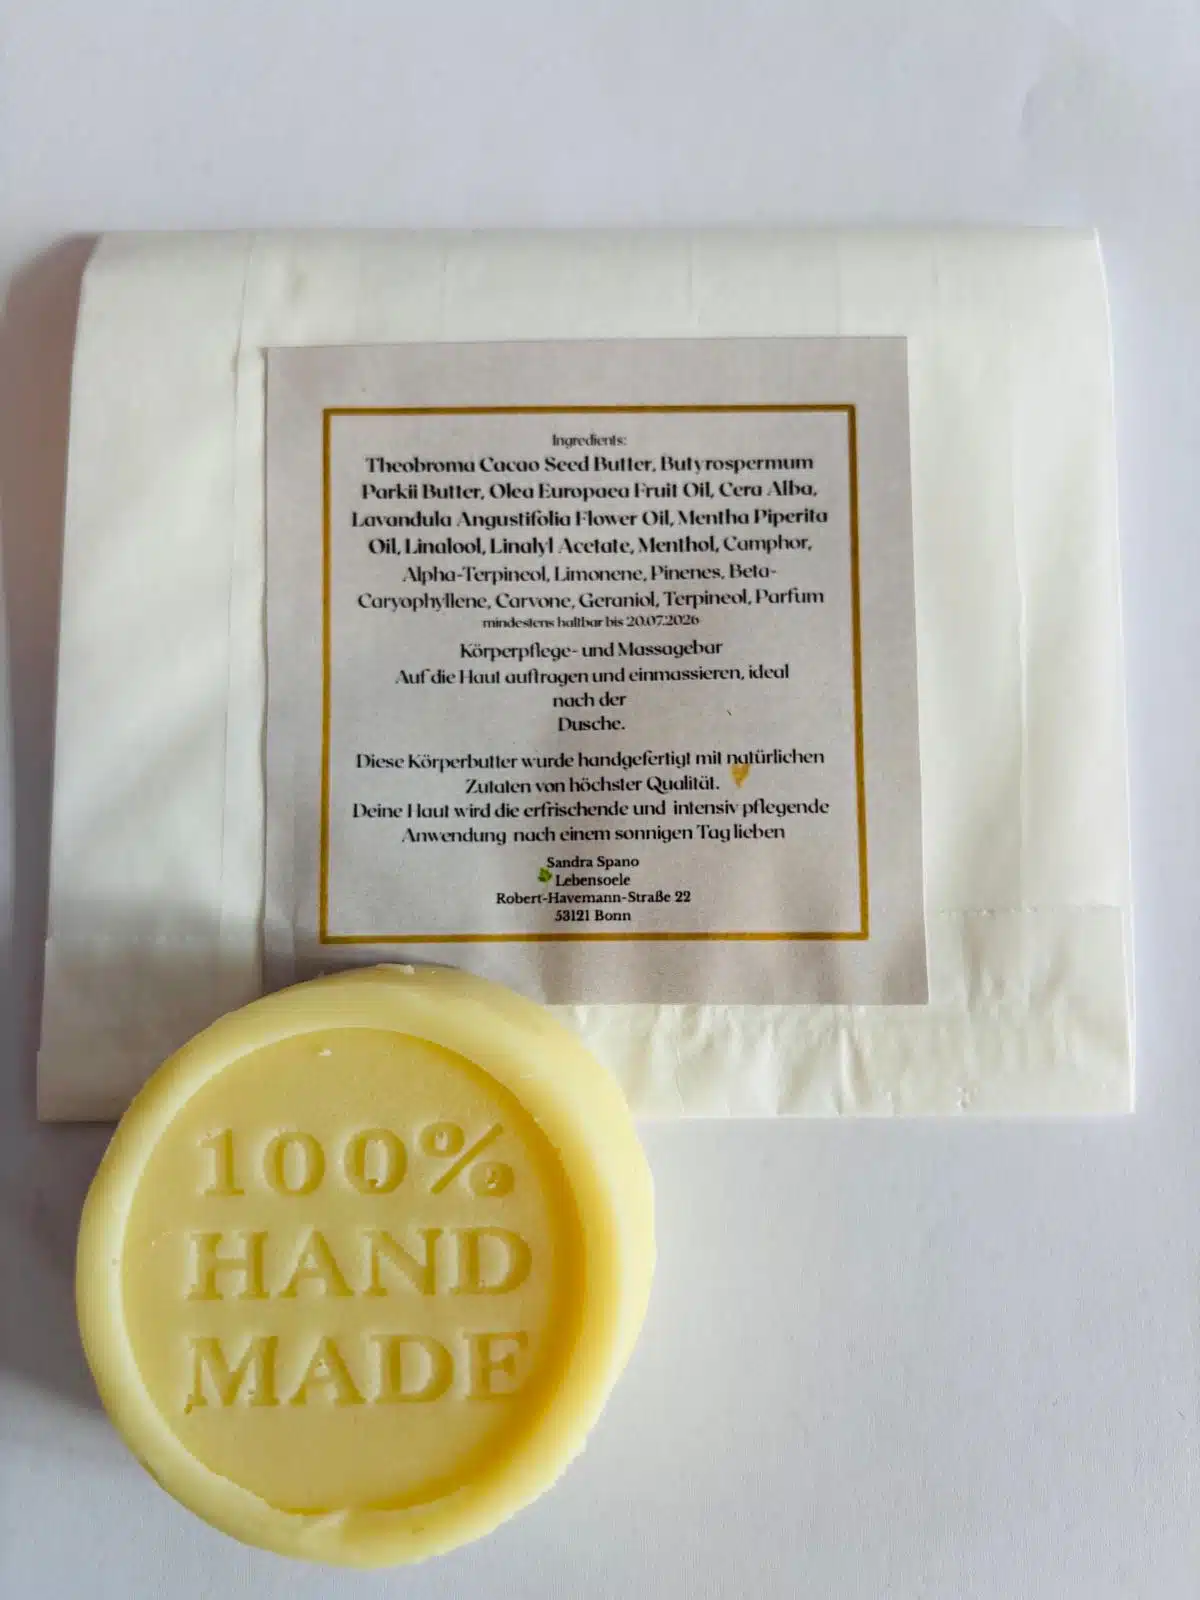 Ingredients:
Theobroma Cacao Seed Butter, Butyrospermum
Parkii Butter, Olea Europaea Fruit Oil, Cera Alba,
Lavandula Angustifolia Flower Oil, Mentha Piperita
Oil, Linalool, Linalyl Acetate, Menthol, Camphor,
Alpha-Terpineol, Limonene, Pinenes, Beta-
Caryophyllene, Carvone, Geraniol, Terpineol, Parfum
mindestens haltbar bis 20.07.2026
Körperpflege- und Massagebar
Auf die Haut auftragen und einmassieren, ideal
nach der
Dusche.
Diese Körperbutter wurde handgefertigt mit natürlichen
Zutaten von höchster Qualität.
Deine Haut wird die erfrischende und intensiv pflegende
Anwendung nach einem sonnigen Tag lieben
Sandra Spano
Lebensoele
Robert-Havemann-Straße 22
53121 Bonn
100%
HAND
MADE